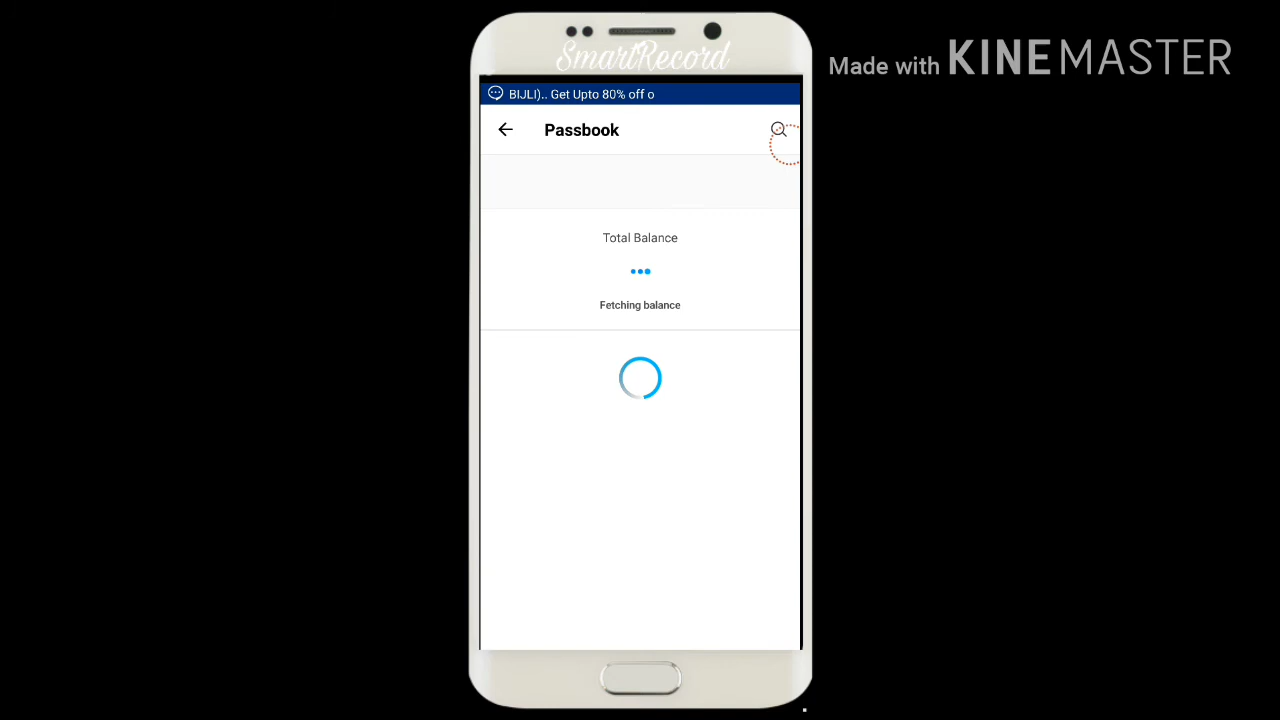 SmartRecord
Made with KINEMASTER
BIJLI).. Get Upto 80% off o
Passbook
Total Balance
Fetching balance